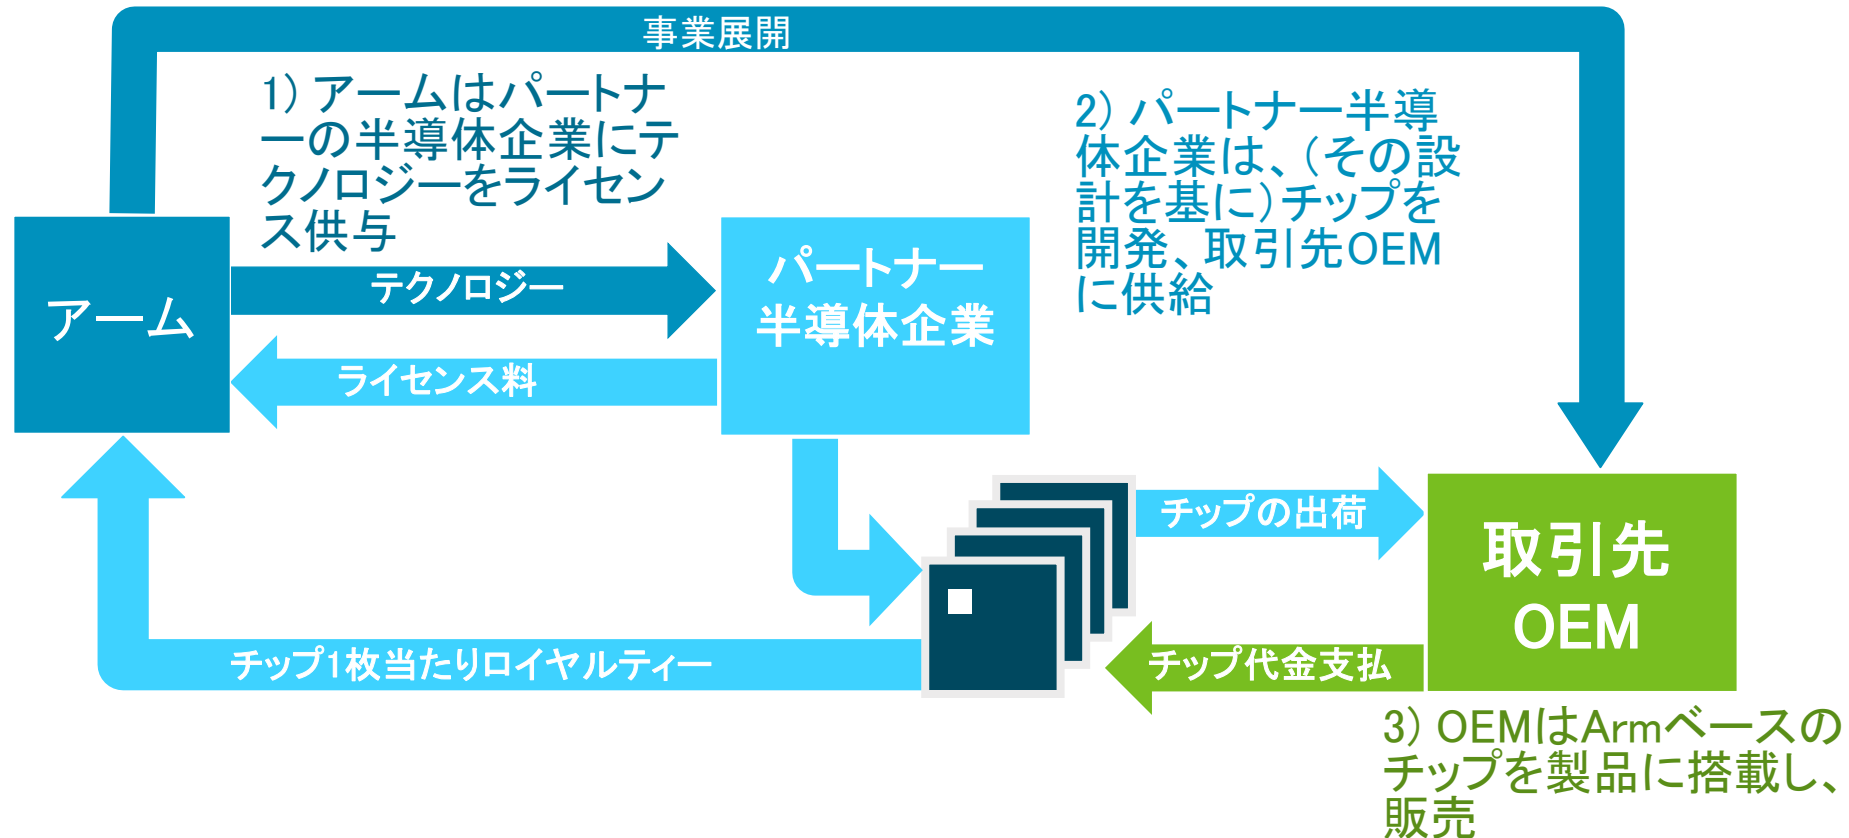 事業展開
1) アームはパートナ
ーの半導体企業にテ
クノロジーをライセン
ス供与
2) パートナー半導
体企業は、（その設
計を基に）チップを
開発、取引先OEM
に供給
アーム
テクノロジー
ライセンス料
パートナー
半導体企業
チップの出荷
取引先
OEM
チップ1枚当たりロイヤルティー
チップ代金支払
3) OEMはArmベースの
チップを製品に搭載し、
販売